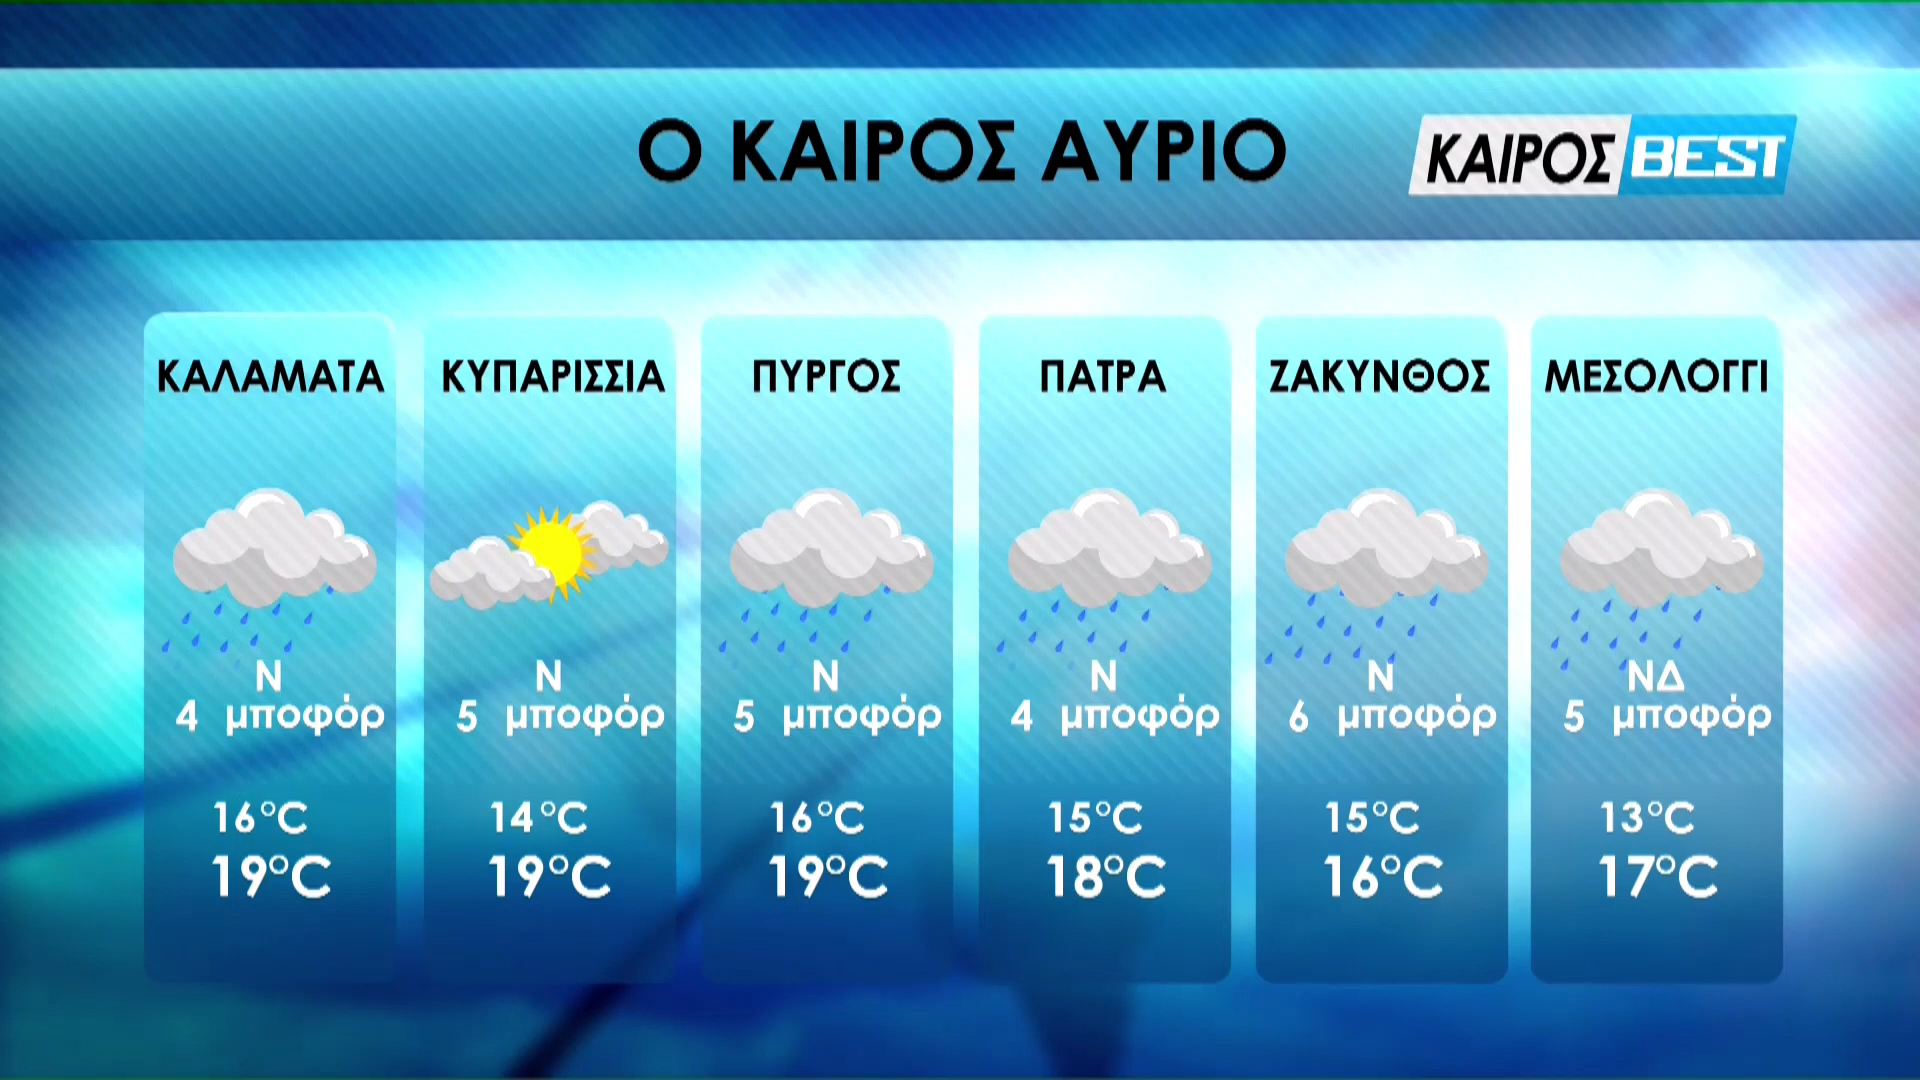 Ο ΚΑΙΡΟΣ ΑΥΡΙΟ
ΚΑΙΡΟΣ BEST
ΚΑΛΑΜΑΤΑ
Ν
4 μποφόρ
16°C
19°C
ΚΥΠΑΡΙΣΣΙΑ
Ν
5 μποφόρ
14°C
19°C
ΠΥΡΓΟΣ
Ν
5 μποφόρ
16°C
19°C
ΠΑΤΡΑ
Ν
4 μποφόρ
15°C
18°C
ΖΑΚΥΝΘΟΣ
Ν
6 μποφόρ
15°C
16°C
ΜΕΣΟΛΟΓΓΙ
ΝΔ
5 μποφόρ
13°C
17°C